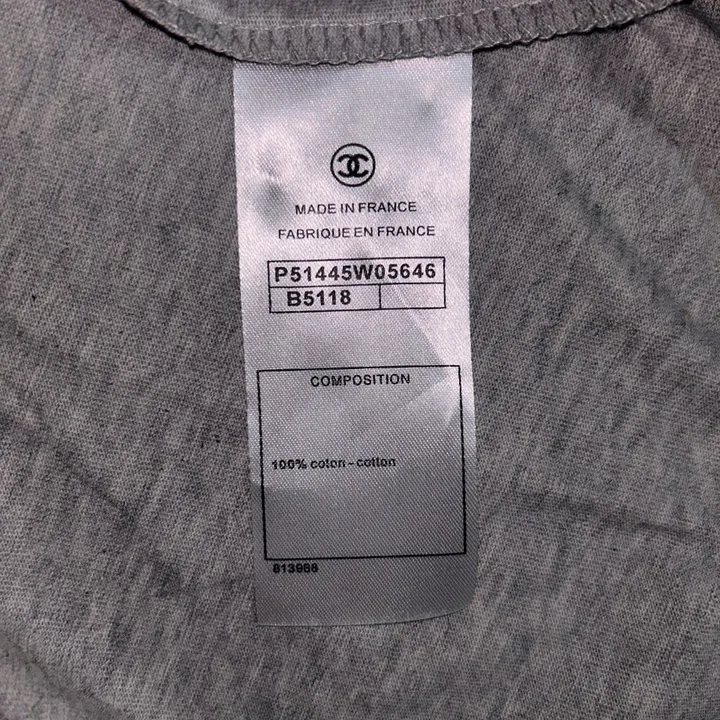 MADE IN FRANCE
FABRIQUE EN FRANCE
P51445W05646
B5118
COMPOSITION
100% coton - cotton
813986